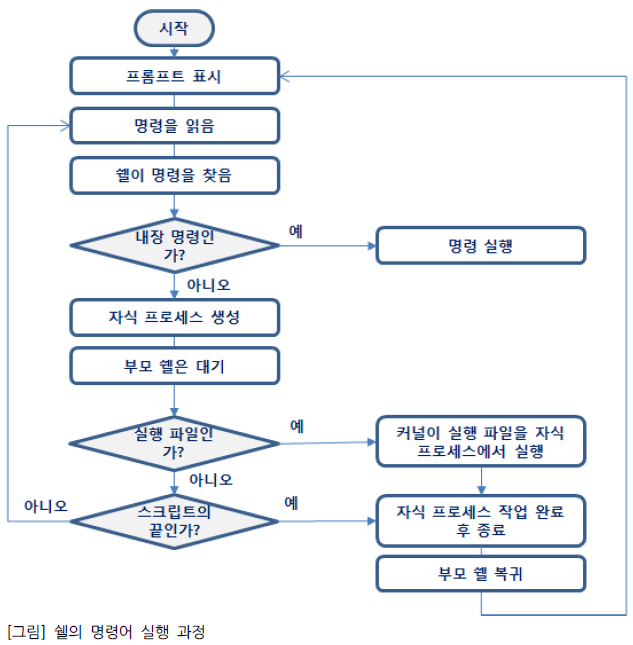 시작
프롬프트 표시
명령을 읽음
쉘이 명령을 찾음
내장 명령인
가?
예
명령 실행
아니오
자식 프로세스 생성
부모 쉘은 대기
실행 파일인
가?
예
커널이 실행 파일을 자식
프로세스에서 실행
아니오
스크립트의
끝인가?
아니오
예
자식 프로세스 작업 완료
후 종료
부모 쉘 복귀
[그림] 쉘의 명령어 실행 과정